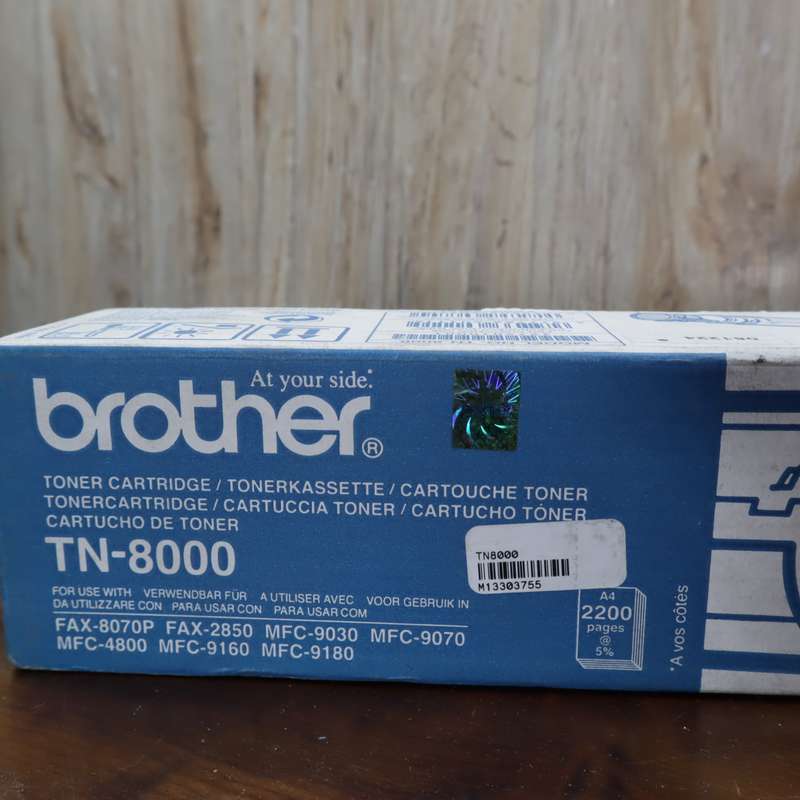 At your side.
brother®
TONER CARTRIDGE / TONERKASSETTE / CARTOUCHE TONER
TONERCARTRIDGE / CARTUCCIA TONER / CARTUCHO TÓNER
CARTUCHO DE TONER
TN-8000
TN8000
M13303755
FOR USE WITH VERWENDBAR FÜR A UTILISER AVEC VOOR GEBRUIK IN
DA UTILIZZARE CON PARA USAR CON PARA USAR COM
FAX-8070P FAX-2850 MFC-9030 MFC-9070
MFC-4800 MFC-9160 MFC-9180
A4
2200
pages
@
5%
*A vos côtés